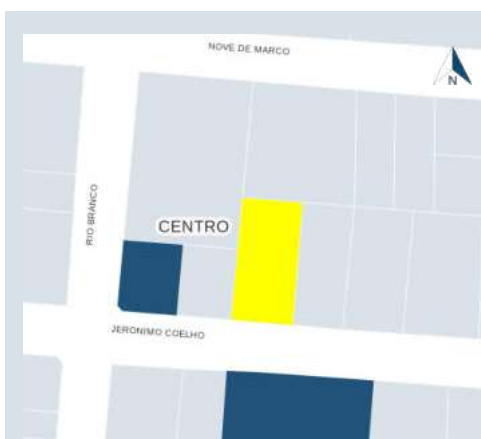 NOVE DE MARCO
N
RIO BRANCO
CENTRO
JERONIMO COELHO